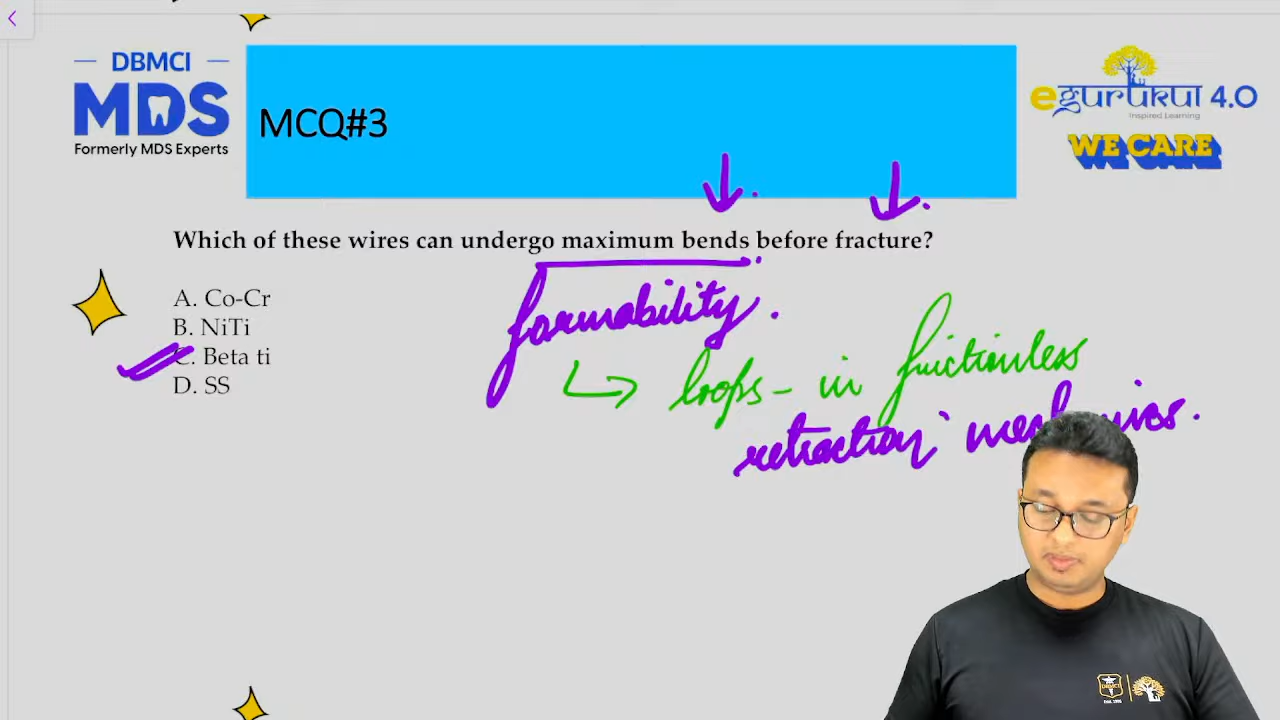 DBMCI
MDS
Formerly MDS Experts
MCQ#3
egurukul 4.0
Inspired Learning
WE CARE
Which of these wires can undergo maximum bends before fracture?
A. Co-Cr
B. NiTi
C. Beta ti
D. SS
formability.
loops - in frictionless
retraction